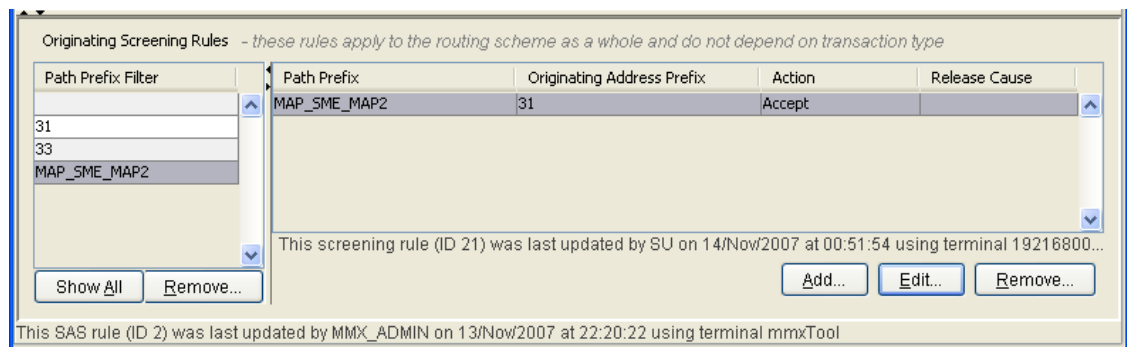 Originating Screening Rules - these rules apply to the routing scheme as a whole and do not depend on transaction type
Path Prefix Filter
31
33
MAP_SME_MAP2
Show All Remove...
Path Prefix Originating Address Prefix Action Release Cause
MAP_SME_MAP2 31 Accept
This screening rule (ID 21) was last updated by SU on 14/Nov/2007 at 00:51:54 using terminal 19216800...
Add... Edit... Remove...
This SAS rule (ID 2) was last updated by MMX_ADMIN on 13/Nov/2007 at 22:20:22 using terminal mmxTool